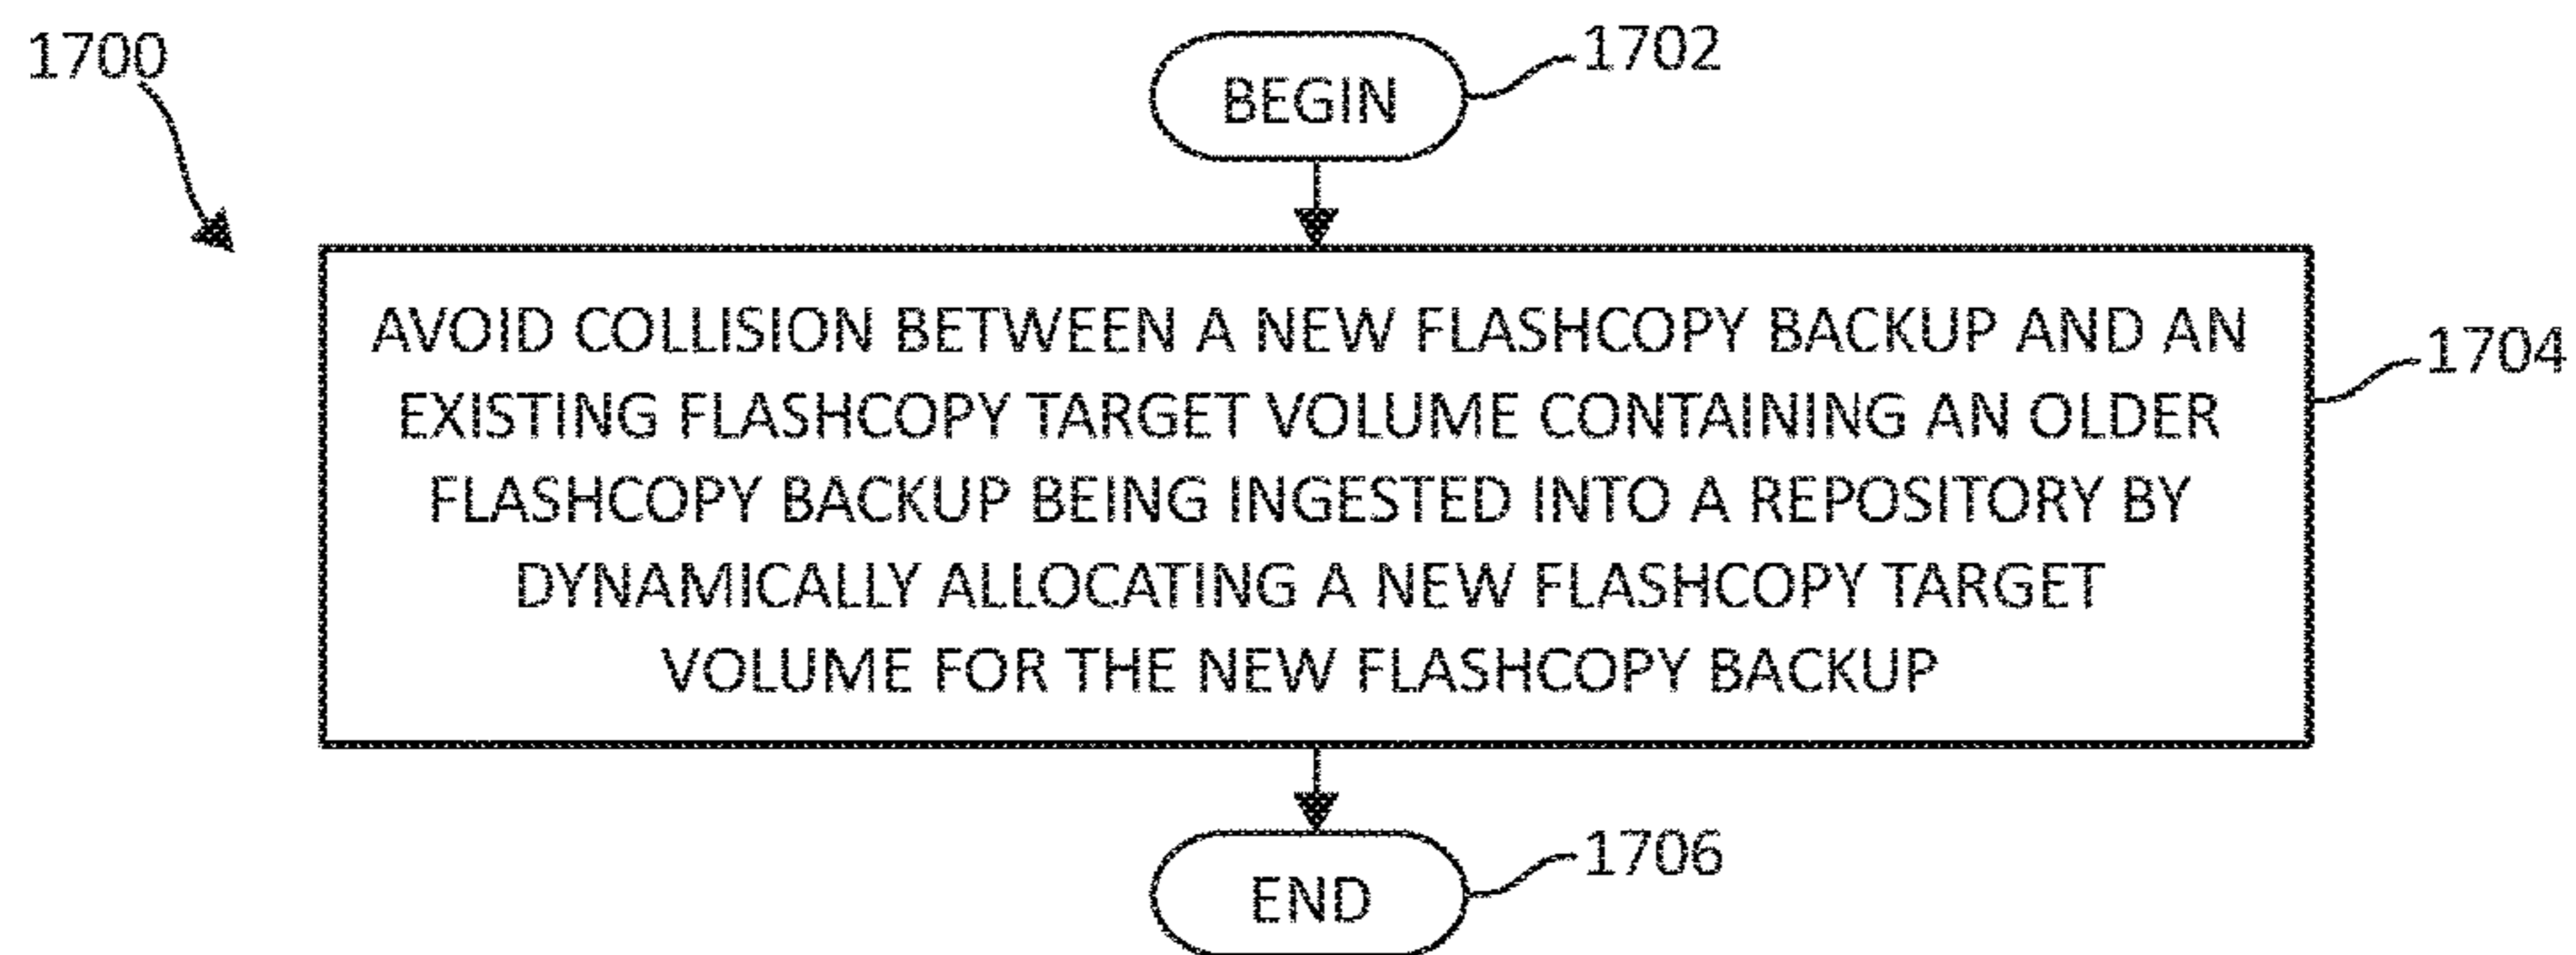 1700
BEGIN
1702
AVOID COLLISION BETWEEN A NEW FLASHCOPY BACKUP AND AN
EXISTING FLASHCOPY TARGET VOLUME CONTAINING AN OLDER
FLASHCOPY BACKUP BEING INGESTED INTO A REPOSITORY BY
DYNAMICALLY ALLOCATING A NEW FLASHCOPY TARGET
VOLUME FOR THE NEW FLASHCOPY BACKUP
1704
END
1706